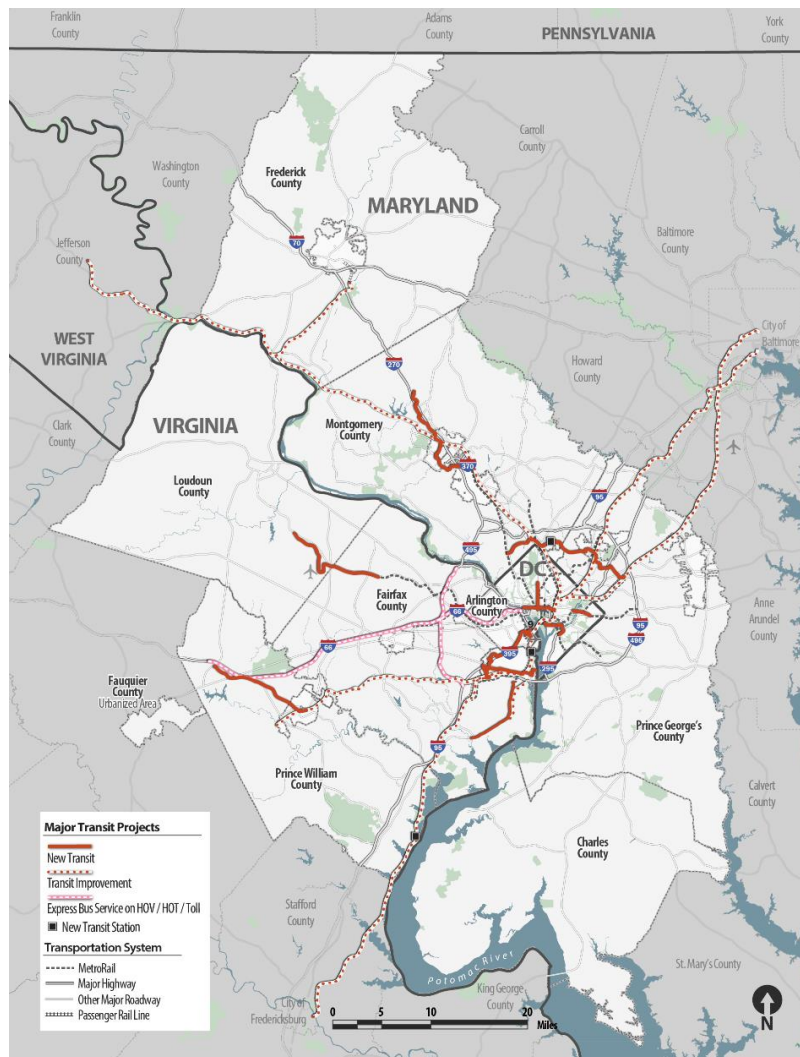 Franklin
County
Adams
County
PENNSYLVANIA
York
County
Carroll
County
Washington
County
Frederick
County
MARYLAND
70
Baltimore
County
Jefferson
County
WEST
VIRGINIA
City of
Baltimore
Howard
County
270
VIRGINIA
Clark
County
Montgomery
County
Loudoun
County
370
95
495
DC
Fairfax
County
Arlington
County
66
66
Anne
Arundel
County
95
495
395
295
Fauquier
County
Urbanized Area
Prince George's
County
95
Prince William
County
Calvert
County
Charles
County
Major Transit Projects
New Transit
Transit Improvement
Express Bus Service on HOV / HOT / Toll
New Transit Station
Transportation System
MetroRail
Major Highway
Other Major Roadway
Passenger Rail Line
Stafford
County
St. Mary's County
Potomac River
King George
County
City of
Fredericksburg
0 5 10 20
Miles
N